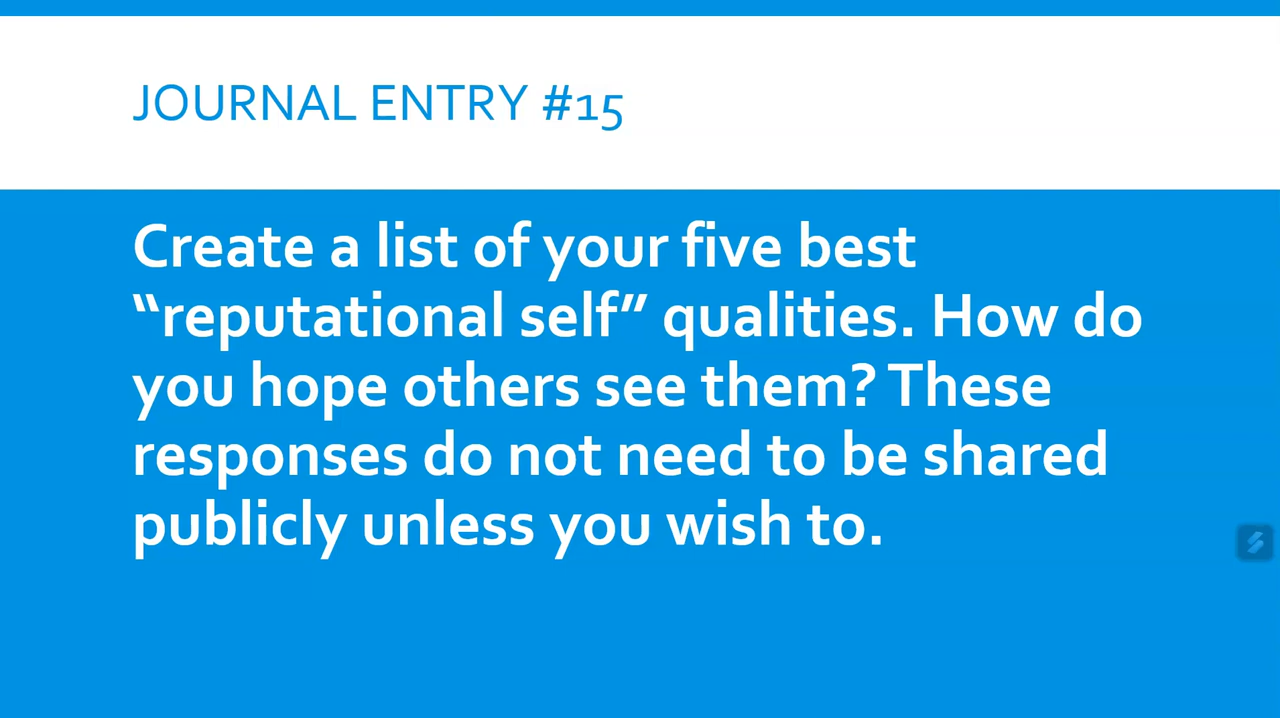 JOURNAL ENTRY #15
Create a list of your five best
“reputational self” qualities. How do
you hope others see them? These
responses do not need to be shared
publicly unless you wish to.